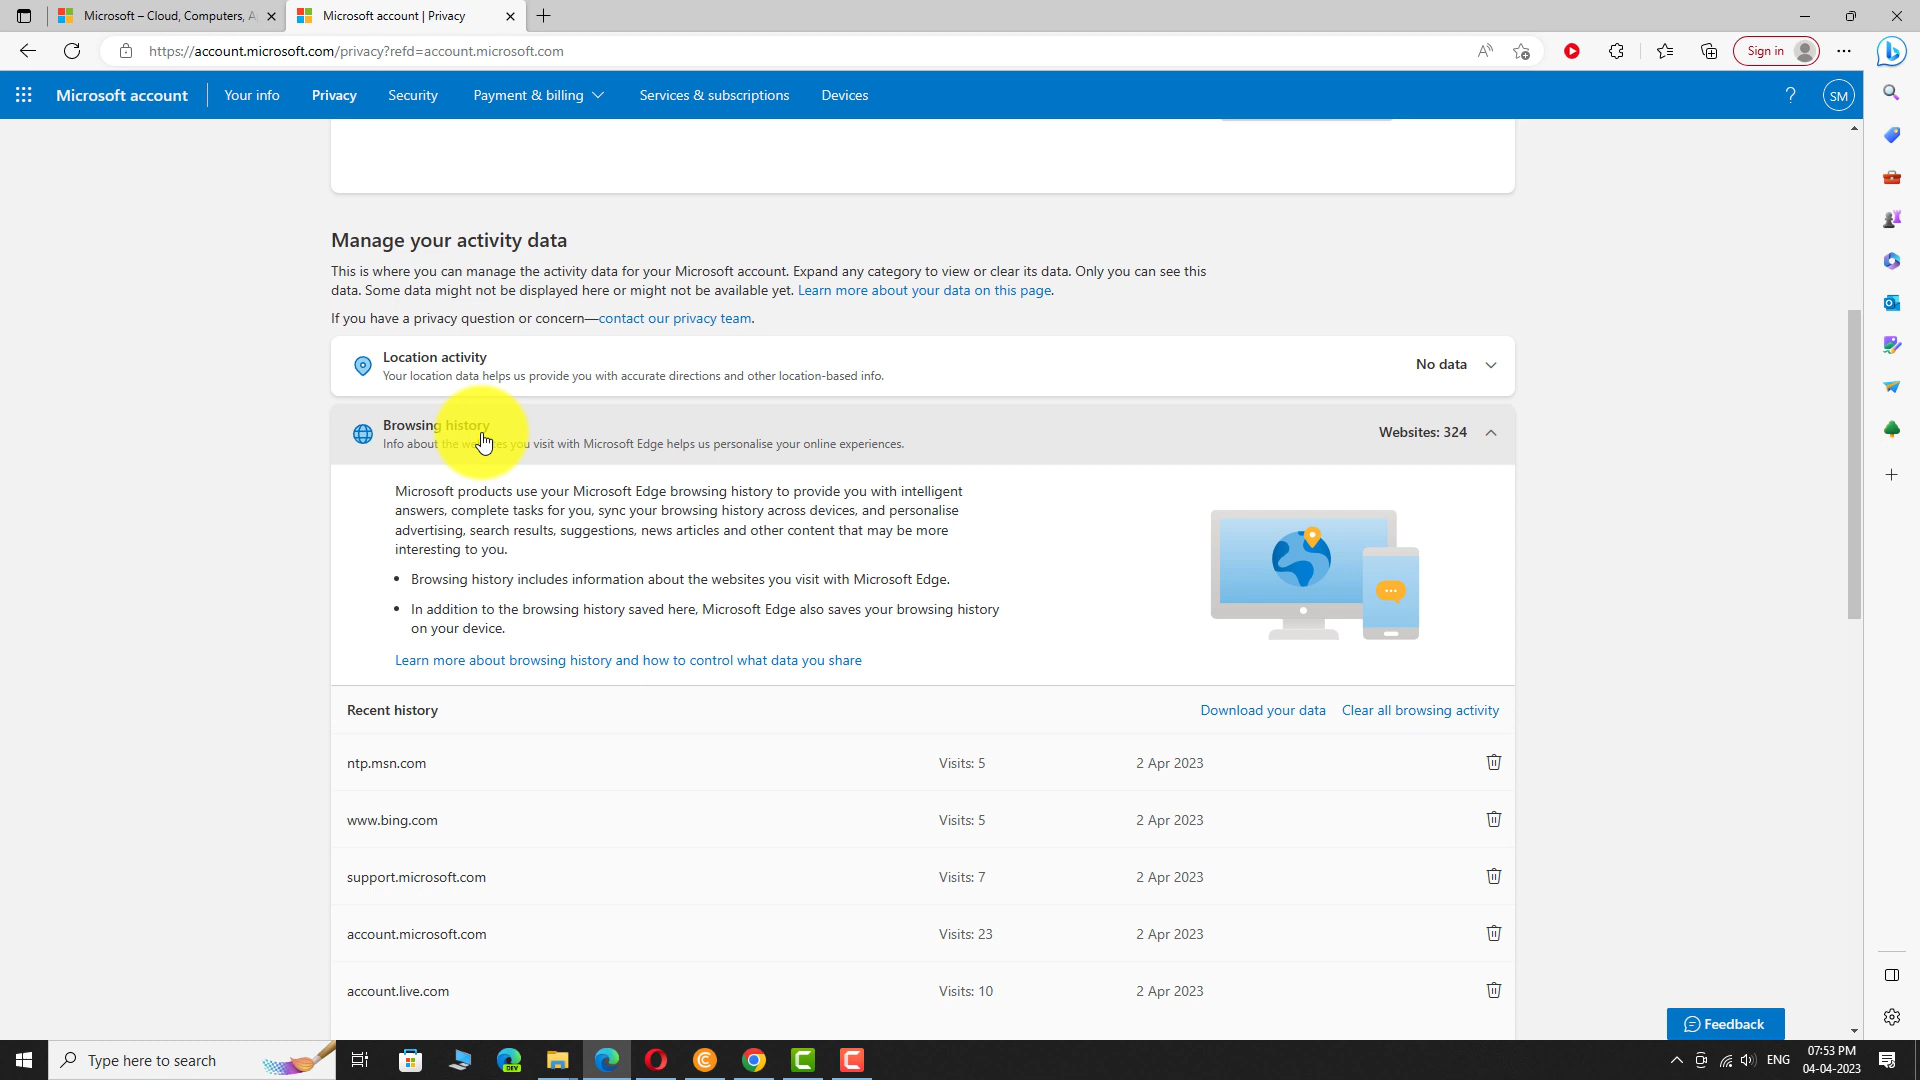 Microsoft – Cloud, Computers, A
Microsoft account | Privacy
https://account.microsoft.com/privacy?refd=account.microsoft.com
Sign in
Microsoft account
Your info
Privacy
Security
Payment & billing
Services & subscriptions
Devices
?
SM
Manage your activity data
This is where you can manage the activity data for your Microsoft account. Expand any category to view or clear its data. Only you can see this
data. Some data might not be displayed here or might not be available yet. Learn more about your data on this page.
If you have a privacy question or concern—contact our privacy team.
Location activity
Your location data helps us provide you with accurate directions and other location-based info.
No data
Browsing history
Info about the websites you visit with Microsoft Edge helps us personalise your online experiences.
Websites: 324
Microsoft products use your Microsoft Edge browsing history to provide you with intelligent
answers, complete tasks for you, sync your browsing history across devices, and personalise
advertising, search results, suggestions, news articles and other content that may be more
interesting to you.
• Browsing history includes information about the websites you visit with Microsoft Edge.
• In addition to the browsing history saved here, Microsoft Edge also saves your browsing history
on your device.
Learn more about browsing history and how to control what data you share
Recent history
Download your data
Clear all browsing activity
ntp.msn.com Visits: 5 2 Apr 2023
www.bing.com Visits: 5 2 Apr 2023
support.microsoft.com Visits: 7 2 Apr 2023
account.microsoft.com Visits: 23 2 Apr 2023
account.live.com Visits: 10 2 Apr 2023
Feedback
Type here to search
DEV
ENG
07:53 PM
04-04-2023